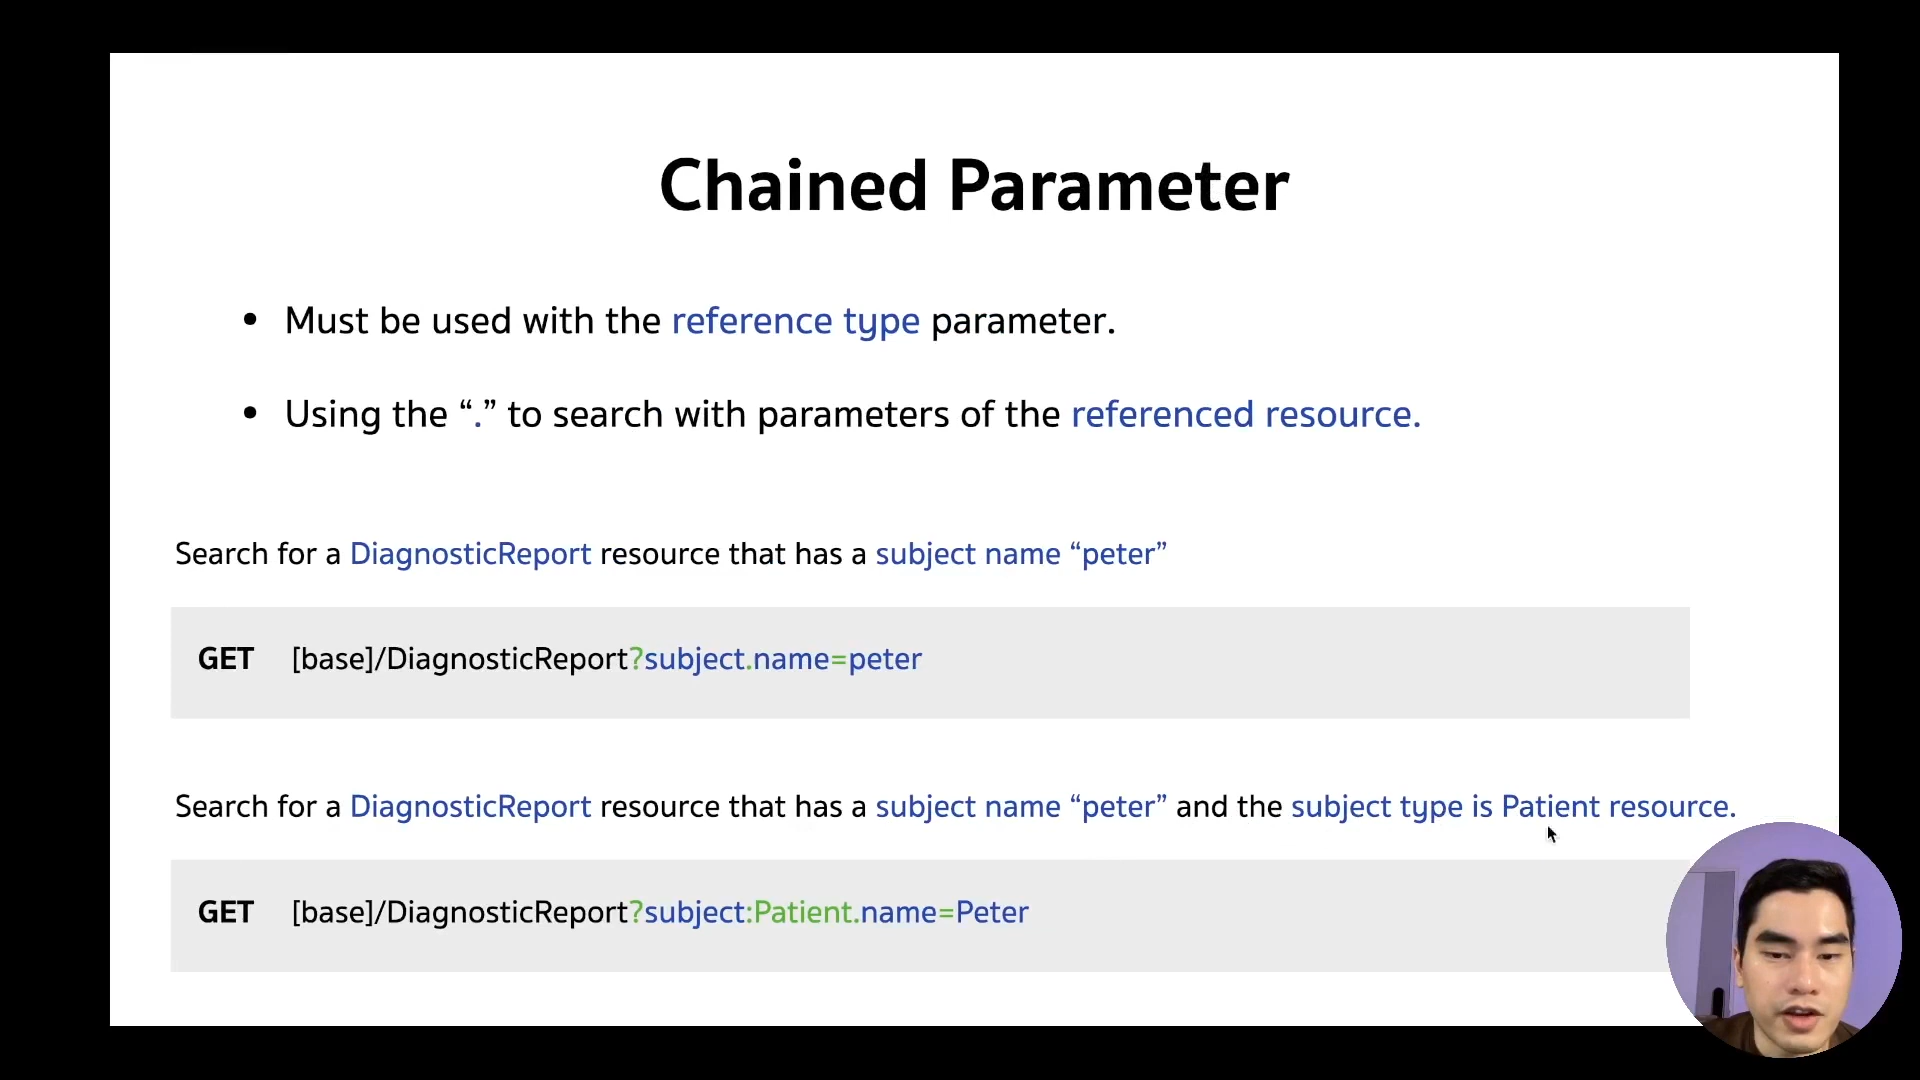 Chained Parameter
• Must be used with the reference type parameter.
• Using the “.” to search with parameters of the referenced resource.
Search for a DiagnosticReport resource that has a subject name “peter”
GET [base]/DiagnosticReport?subject.name=peter
Search for a DiagnosticReport resource that has a subject name “peter” and the subject type is Patient resource.
GET [base]/DiagnosticReport?subject:Patient.name=Peter